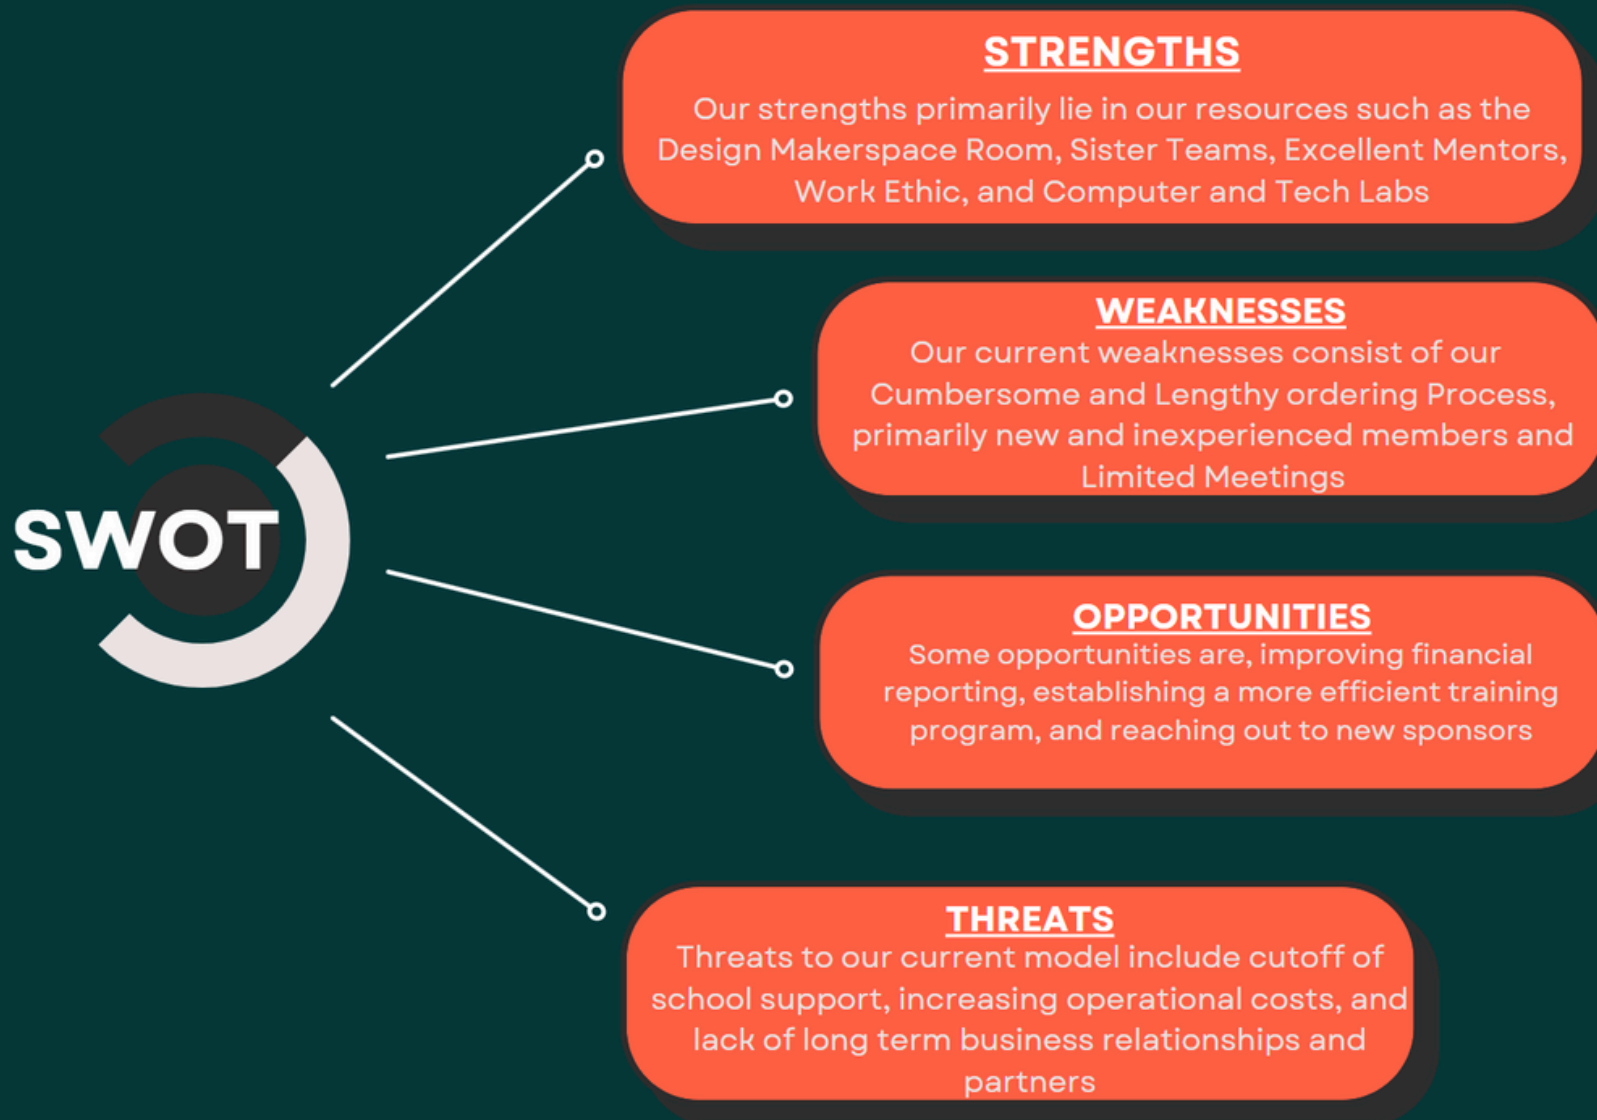 STRENGTHS
Our strengths primarily lie in our resources such as the
Design Makerspace Room, Sister Teams, Excellent Mentors,
Work Ethic, and Computer and Tech Labs
WEAKNESSES
Our current weaknesses consist of our
Cumbersome and Lengthy ordering Process,
primarily new and inexperienced members and
Limited Meetings
SWOT
OPPORTUNITIES
Some opportunities are, improving financial
reporting, establishing a more efficient training
program, and reaching out to new sponsors
THREATS
Threats to our current model include cutoff of
school support, increasing operational costs, and
lack of long term business relationships and
partners